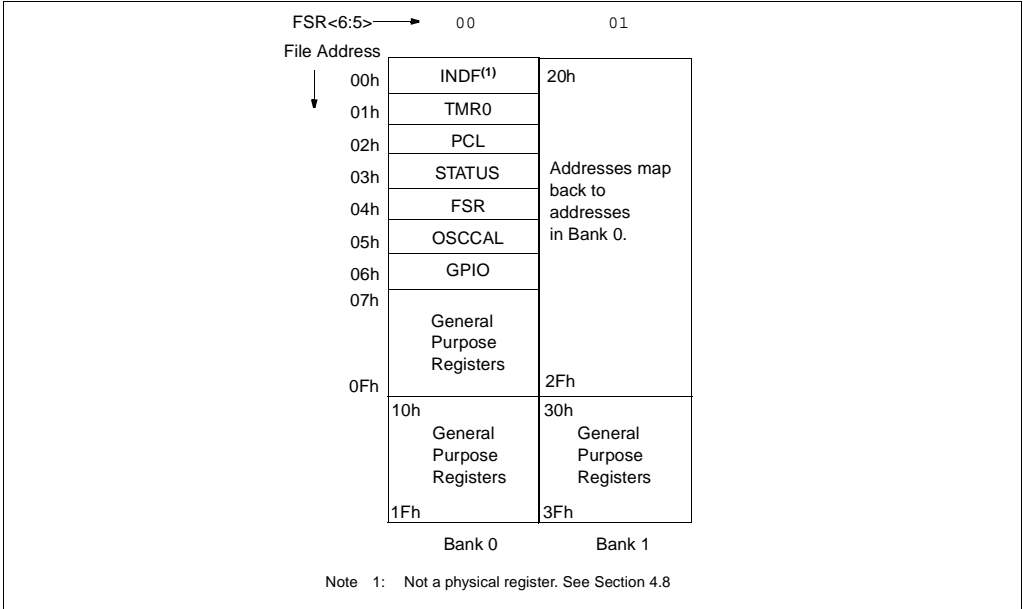 FSR<6:5> 00 01
File Address
00h INDF(1) 20h
01h TMR0
02h PCL
03h STATUS Addresses map
back to
04h FSR addresses
05h OSCCAL in Bank 0.
06h GPIO
07h
General
Purpose
Registers
0Fh 2Fh
10h 30h
General General
Purpose Purpose
Registers Registers
1Fh 3Fh
Bank 0 Bank 1
Note 1: Not a physical register. See Section 4.8